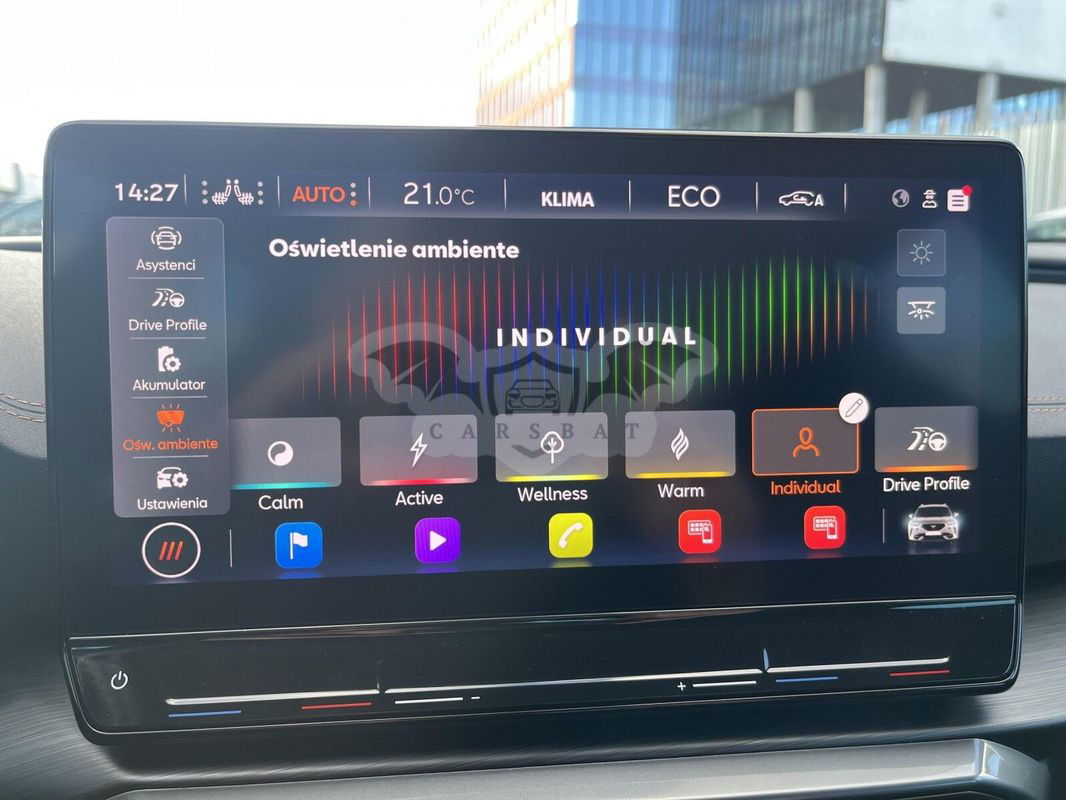 14:27
AUTO
21.0°C
KLIMA
ECO
A
Oświetlenie ambiente
Asystenci
Drive Profile
Akumulator
Ośw. ambiente
Ustawienia
INDIVIDUAL
CARSBAT
Calm
Active
Wellness
Warm
Individual
Drive Profile
- +